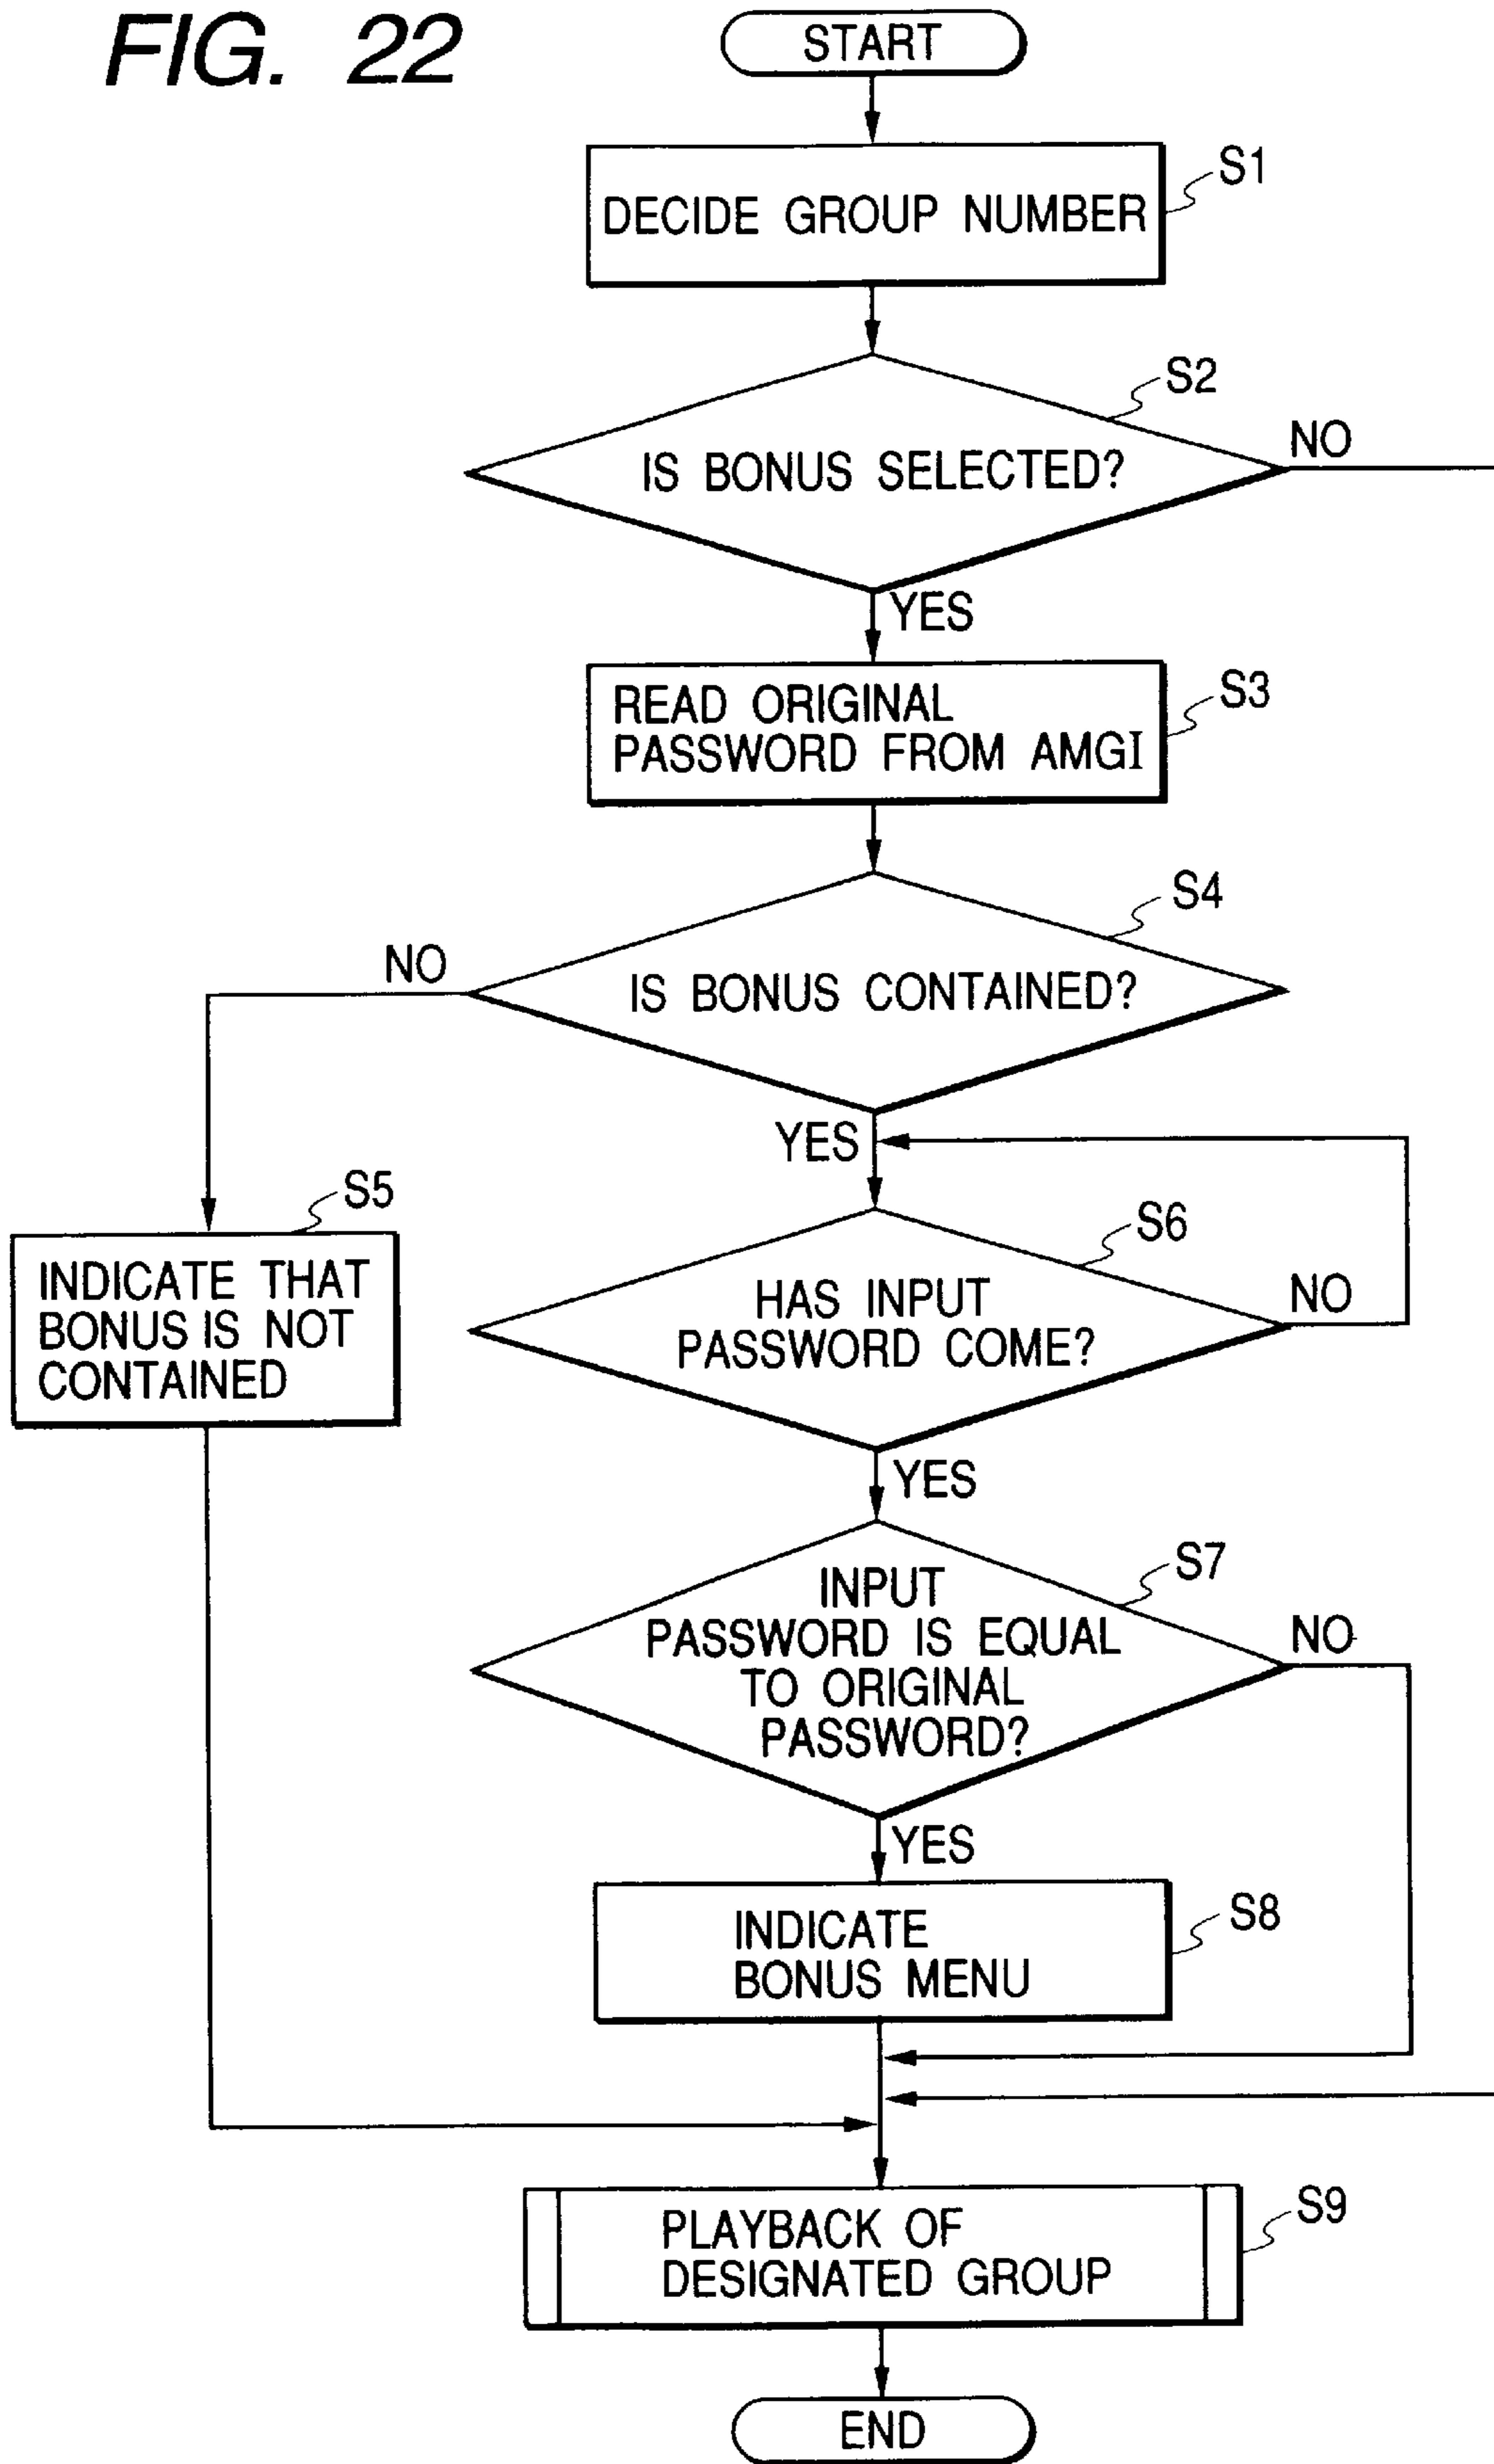 FIG. 22
START
DECIDE GROUP NUMBER
S1
IS BONUS SELECTED?
S2
NO
YES
READ ORIGINAL
PASSWORD FROM AMGI
S3
IS BONUS CONTAINED?
S4
NO
YES
INDICATE THAT
BONUS IS NOT
CONTAINED
S5
HAS INPUT
PASSWORD COME?
S6
NO
YES
INPUT
PASSWORD IS EQUAL
TO ORIGINAL
PASSWORD?
S7
NO
YES
INDICATE
BONUS MENU
S8
PLAYBACK OF
DESIGNATED GROUP
S9
END